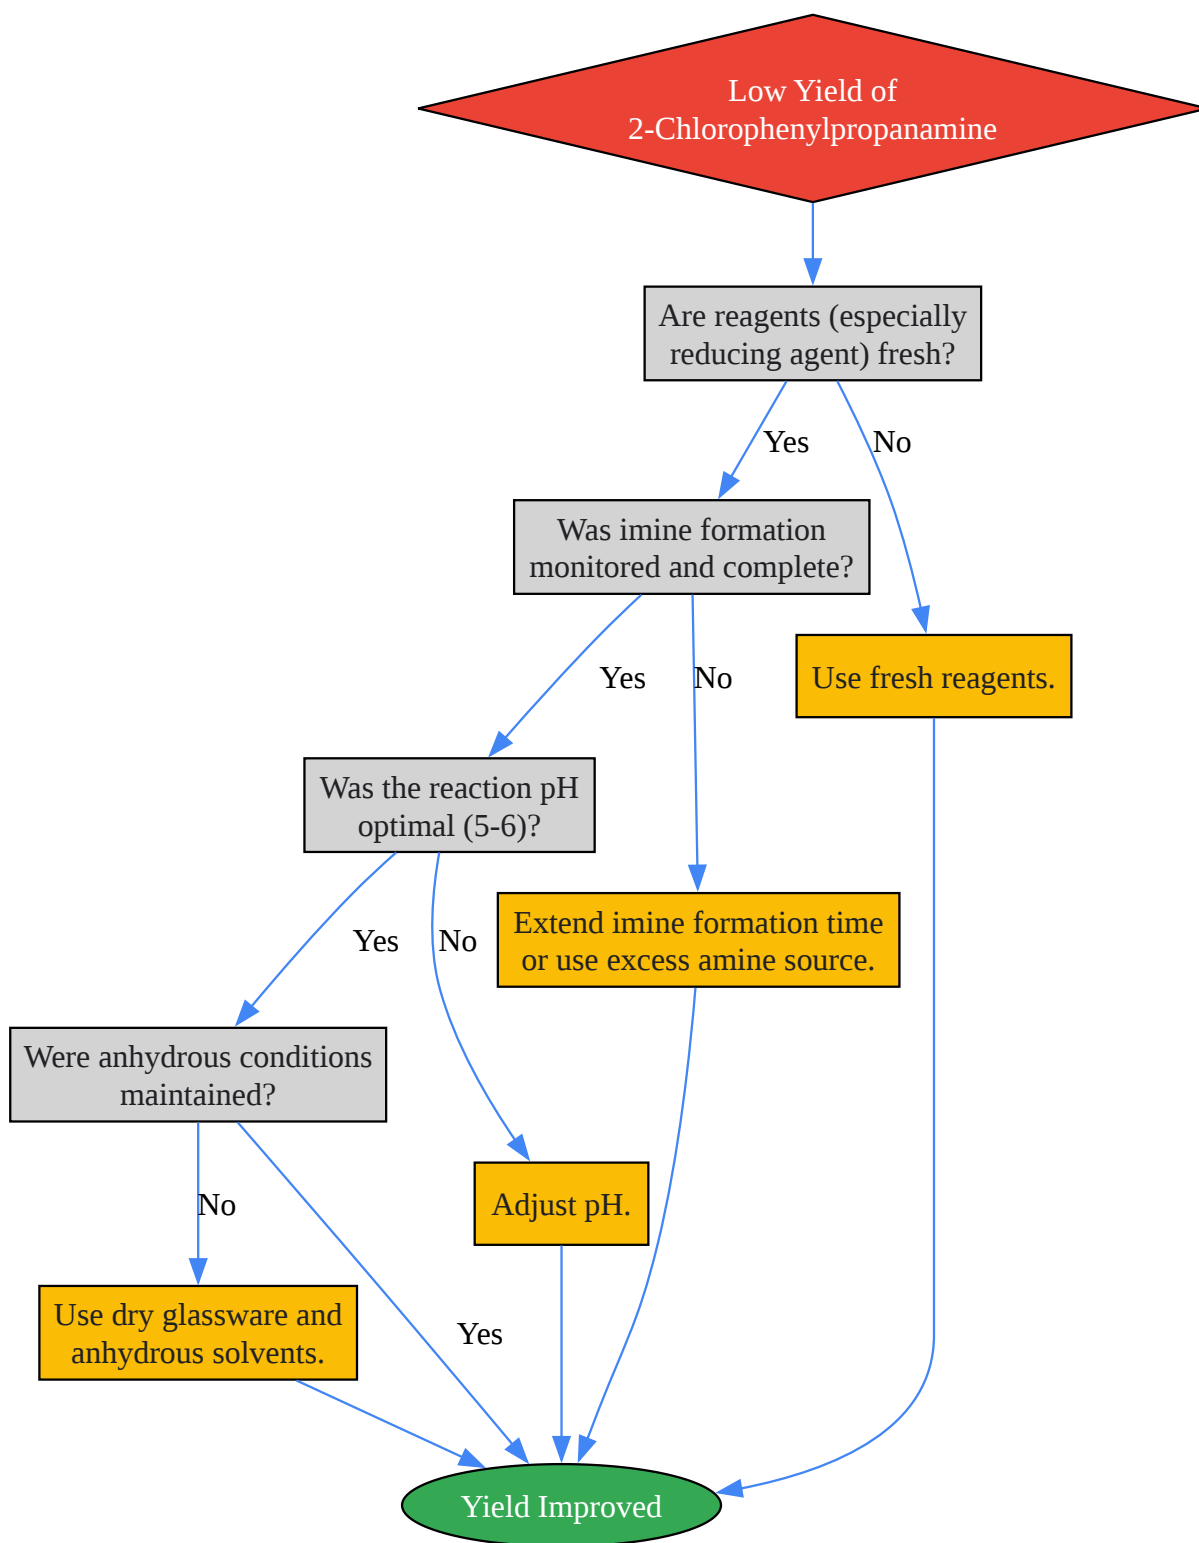 Low Yield of
2-Chlorophenylpropanamine
Are reagents (especially
reducing agent) fresh?
Yes
No
Was imine formation
monitored and complete?
Yes
No
Use fresh reagents.
Was the reaction pH
optimal (5-6)?
Yes
No
Extend imine formation time
or use excess amine source.
Were anhydrous conditions
maintained?
No
Adjust pH.
Use dry glassware and
anhydrous solvents.
Yes
Yield Improved